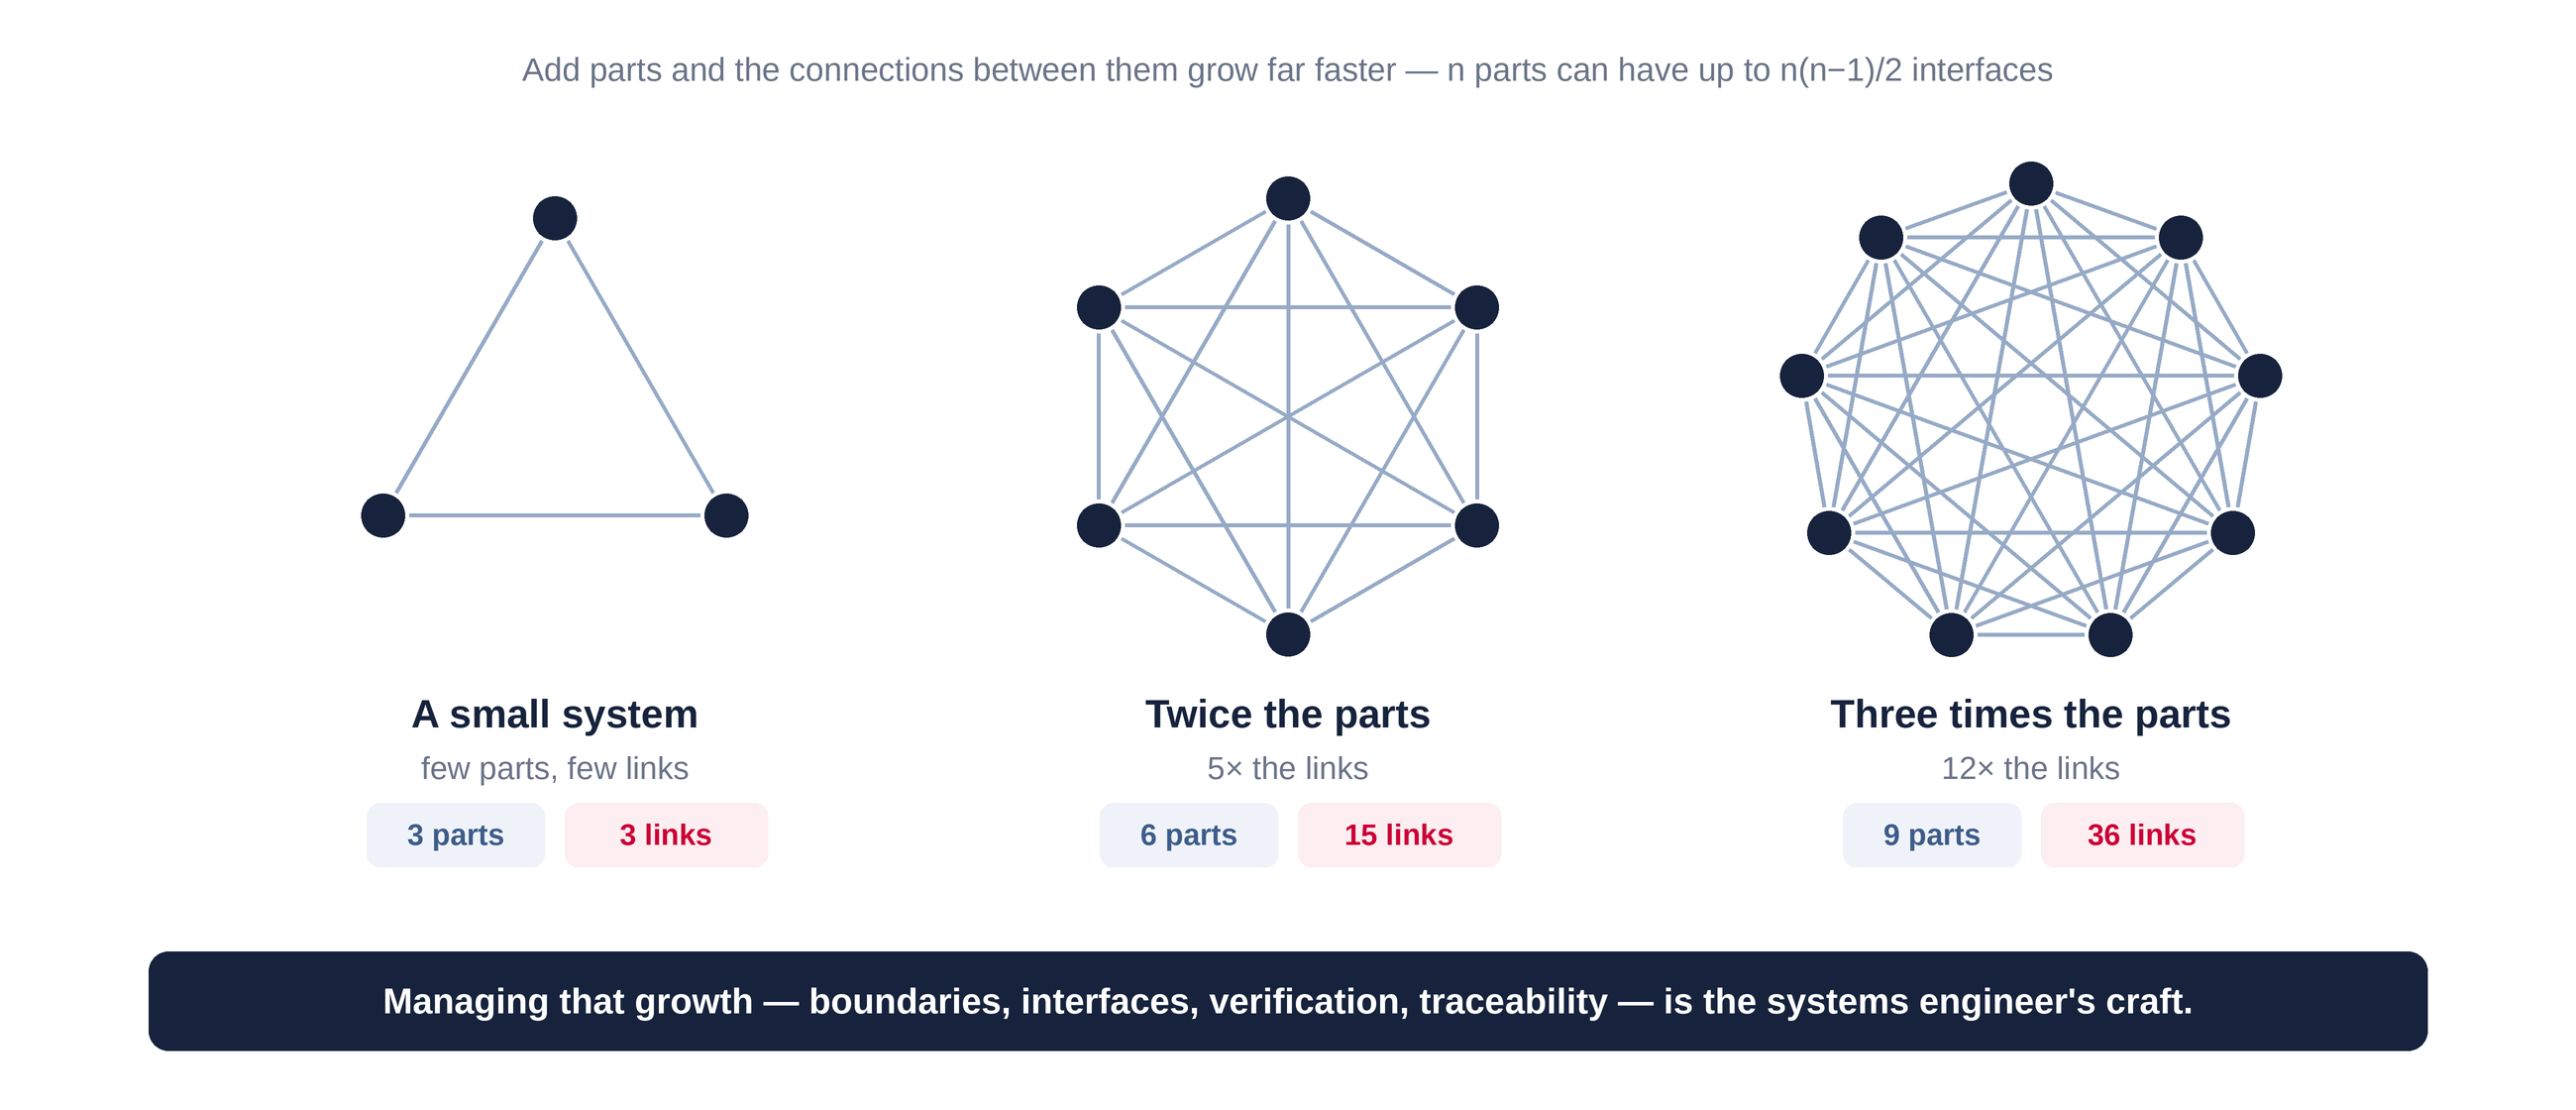 Add parts and the connections between them grow far faster — n parts can have up to n(n−1)/2 interfaces
A small system
few parts, few links
3 parts
3 links
Twice the parts
5× the links
6 parts
15 links
Three times the parts
12× the links
9 parts
36 links
Managing that growth — boundaries, interfaces, verification, traceability — is the systems engineer's craft.